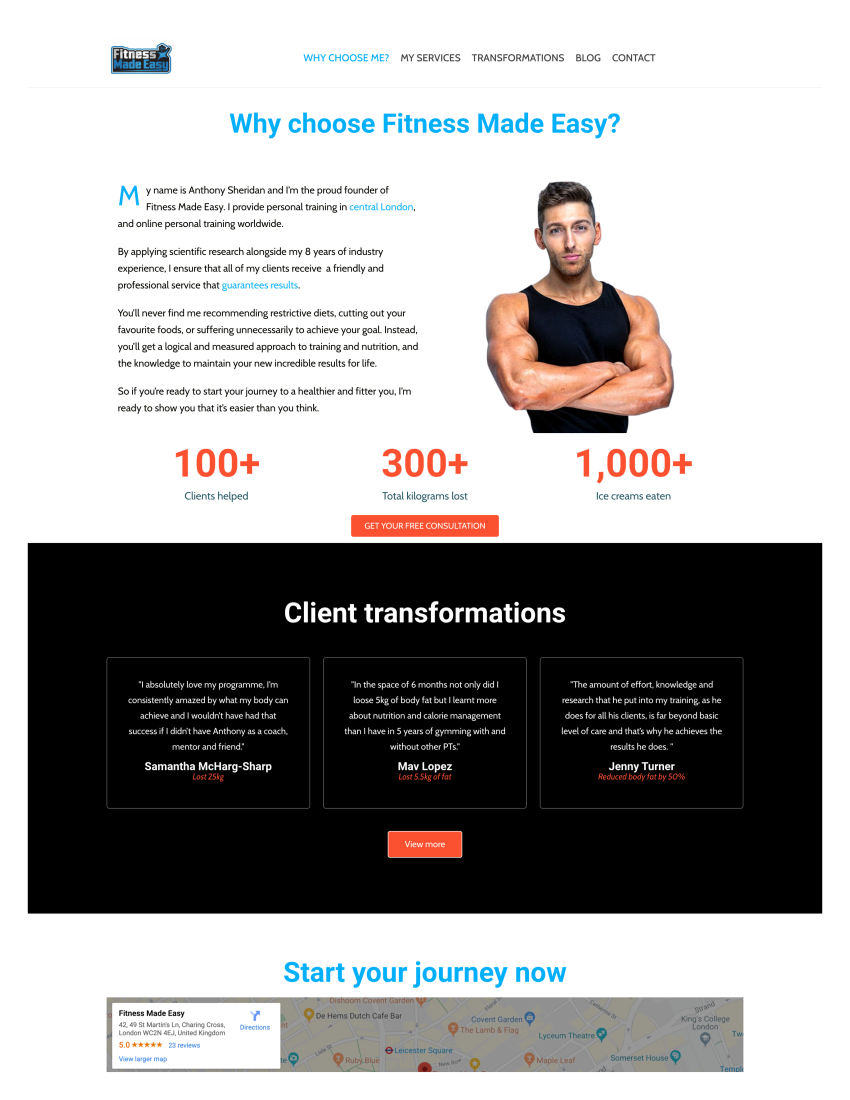 Fitness
Made Easy
WHY CHOOSE ME? MY SERVICES TRANSFORMATIONS BLOG CONTACT
Why choose Fitness Made Easy?
My name is Anthony Sheridan and I'm the proud founder of
Fitness Made Easy. I provide personal training in central London,
and online personal training worldwide.
By applying scientific research alongside my 8 years of industry
experience, I ensure that all of my clients receive a friendly and
professional service that guarantees results.
You'll never find me recommending restrictive diets, cutting out your
favourite foods, or suffering unnecessarily to achieve your goal. Instead,
you'll get a logical and measured approach to training and nutrition, and
the knowledge to maintain your new incredible results for life.
So if you're ready to start your journey to a healthier and fitter you, I'm
ready to show you that it's easier than you think.
100+ 300+ 1,000+
Clients helped Total kilograms lost Ice creams eaten
GET YOUR FREE CONSULTATION
Client transformations
"I absolutely love my programme, I'm
consistently amazed by what my body can
achieve and I wouldn't have had that
success if I didn't have Anthony as a coach,
mentor and friend."
Samantha McHarg-Sharp
Lost 25kg
"In the space of 6 months not only did I
loose 5kg of body fat but I learnt more
about nutrition and calorie management
than I have in 5 years of gymming with and
without other PTs."
Mav Lopez
Lost 5.5kg of fat
"The amount of effort, knowledge and
research that he put into my training, as he
does for all his clients, is far beyond basic
level of care and that's why he achieves the
results he does. "
Jenny Turner
Reduced body fat by 50%
View more
Start your journey now
Fitness Made Easy
42, 49 St Martin's Ln, Charing Cross,
London WC2N 4EJ, United Kingdom
5.0 ★★★★★ 23 reviews
View larger map
Directions
Dishoom Covent Garden
De Hems Dutch Cafe Bar
Covent Garden
The Lamb & Flag
Lyceum Theatre
Strand
King's College
London
Leicester Square
Ruby Blue
Maple Leaf
Somerset House